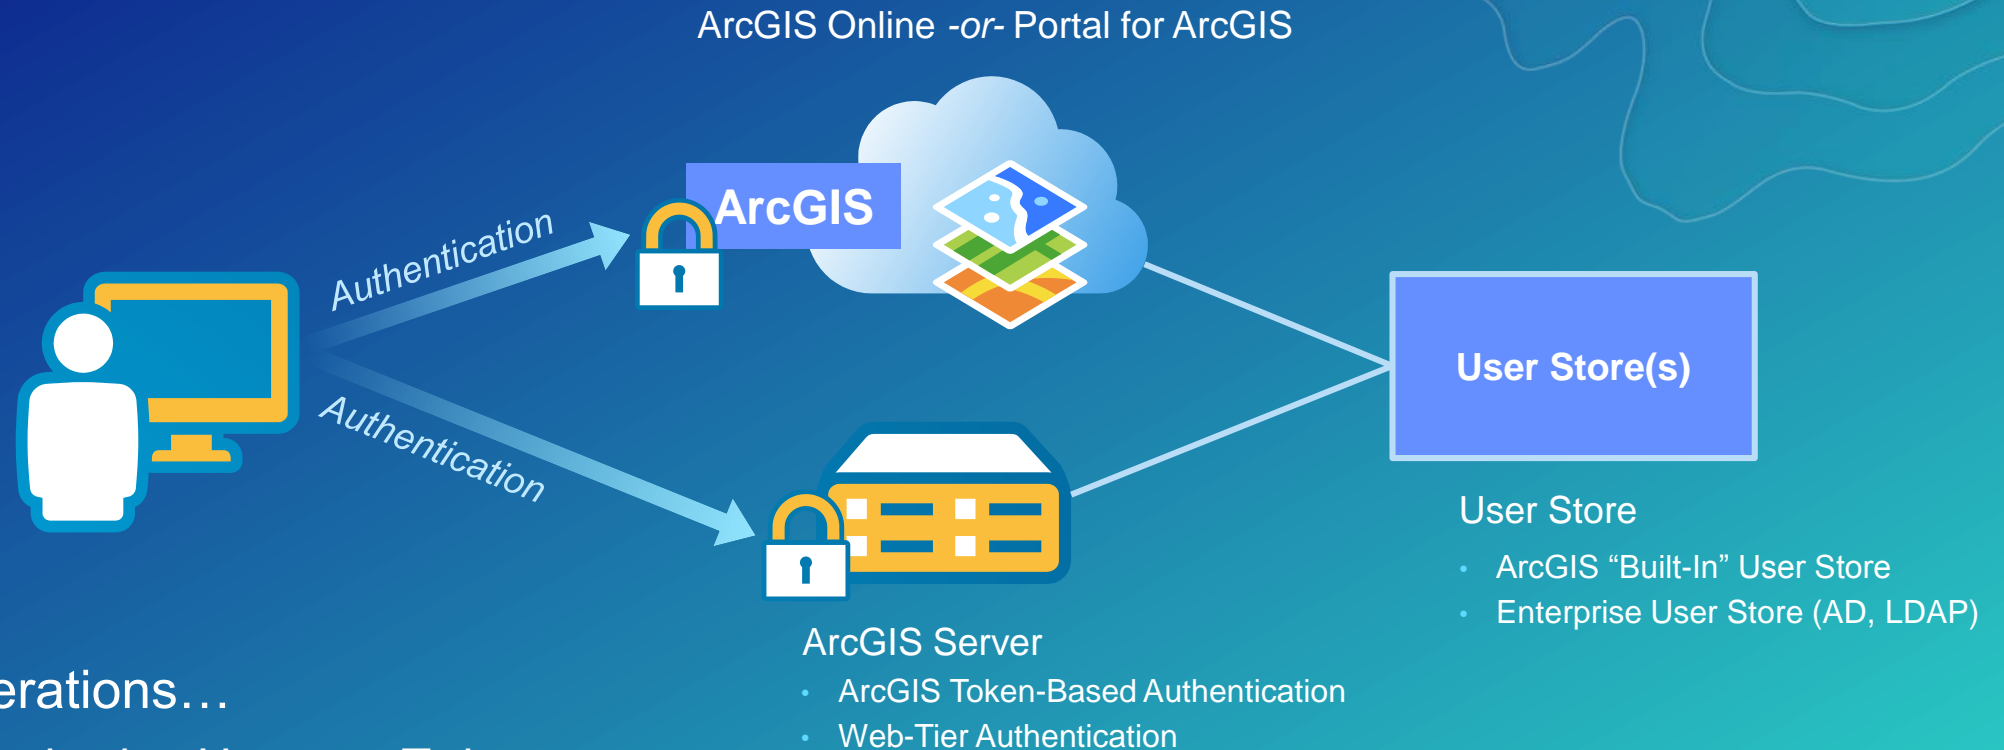 ArcGIS Online -or- Portal for ArcGIS
ArcGIS
Authentication
Authentication
User Store(s)
User Store
• ArcGIS “Built-In” User Store
• Enterprise User Store (AD, LDAP)
ArcGIS Server
• ArcGIS Token-Based Authentication
• Web-Tier Authentication
erations…